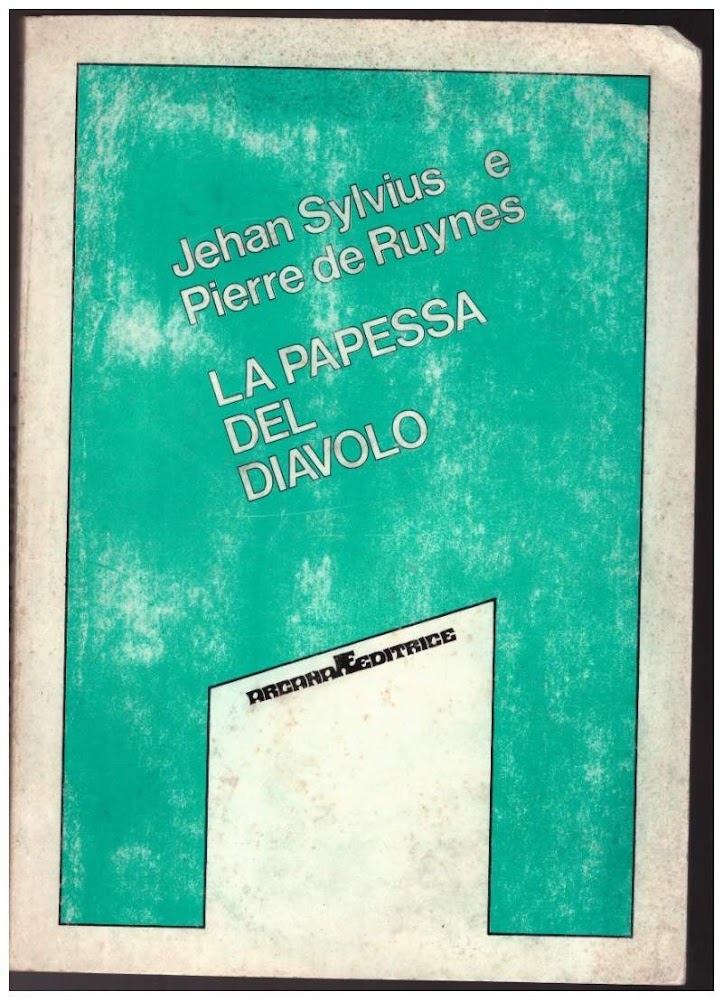 Jehan Sylvius e
Pierre de Ruynes
LA PAPESSA
DEL
DIAVOLO
ARCANA Æ EDITRICE